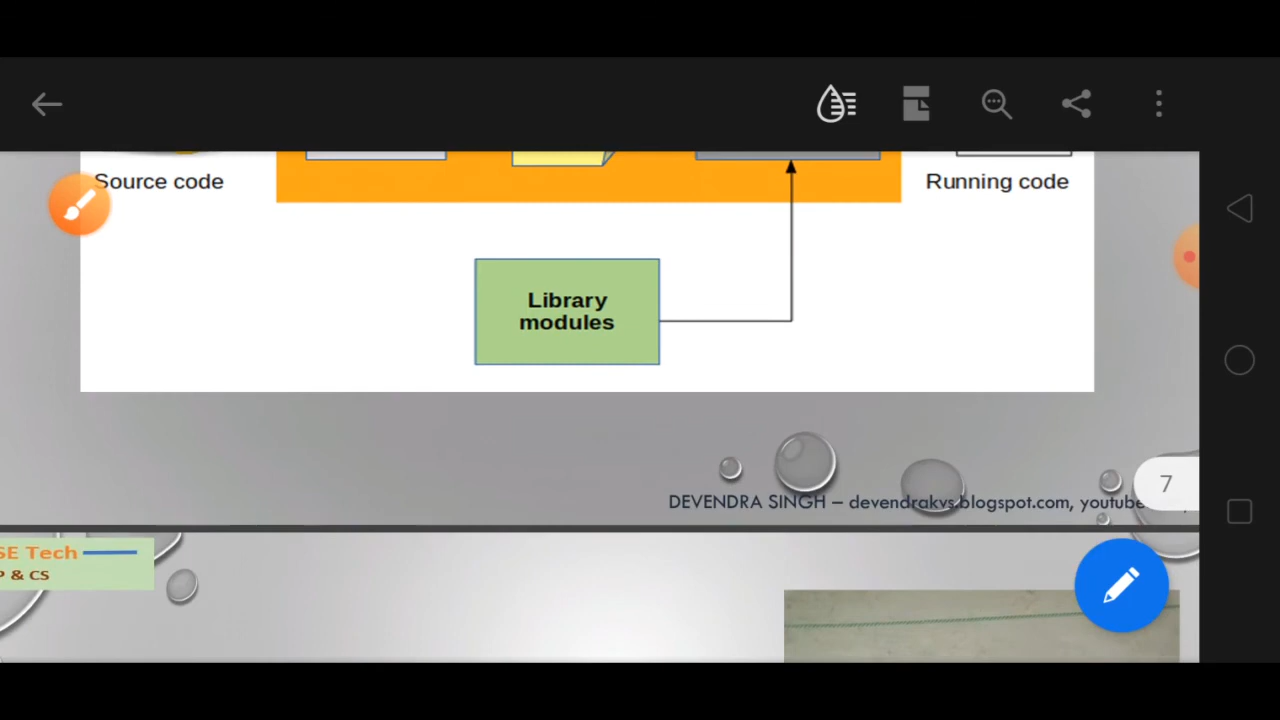 Source code
Running code
Library
modules
DEVENDRA SINGH – devendrakvs.blogspot.com, youtube
7
SE Tech
P & CS